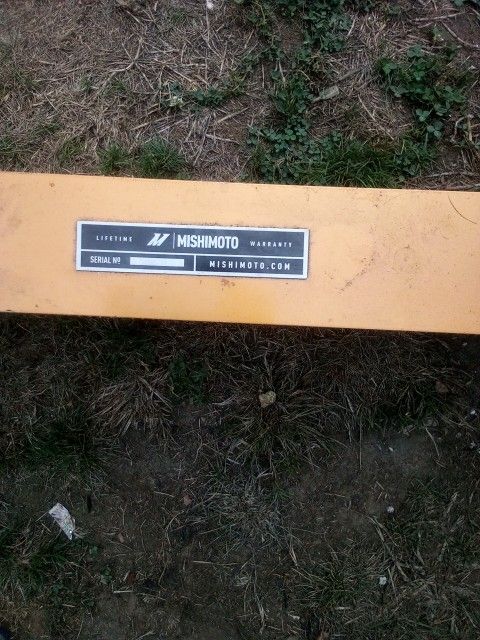 LIFETIME MISHIMOTO WARRANTY
SERIAL Nº MISHIMOTO.COM